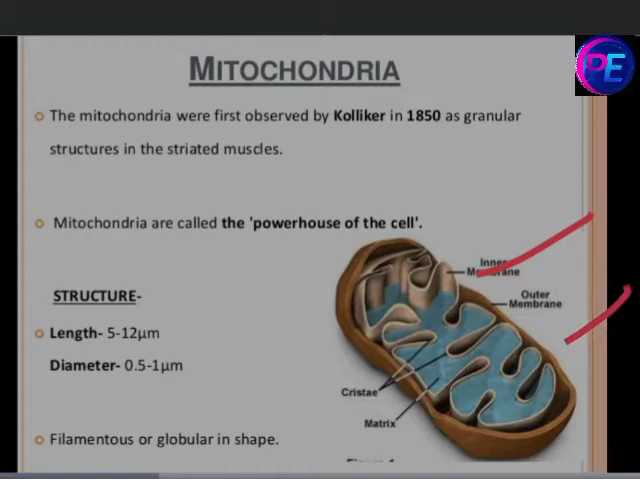 MITOCHONDRIA
PE
The mitochondria were first observed by Kolliker in 1850 as granular
structures in the striated muscles.
Mitochondria are called the 'powerhouse of the cell'.
Inner
Membrane
Outer
Membrane
STRUCTURE-
Length- 5-12µm
Diameter- 0.5-1µm
Cristae
Matrix
Filamentous or globular in shape.